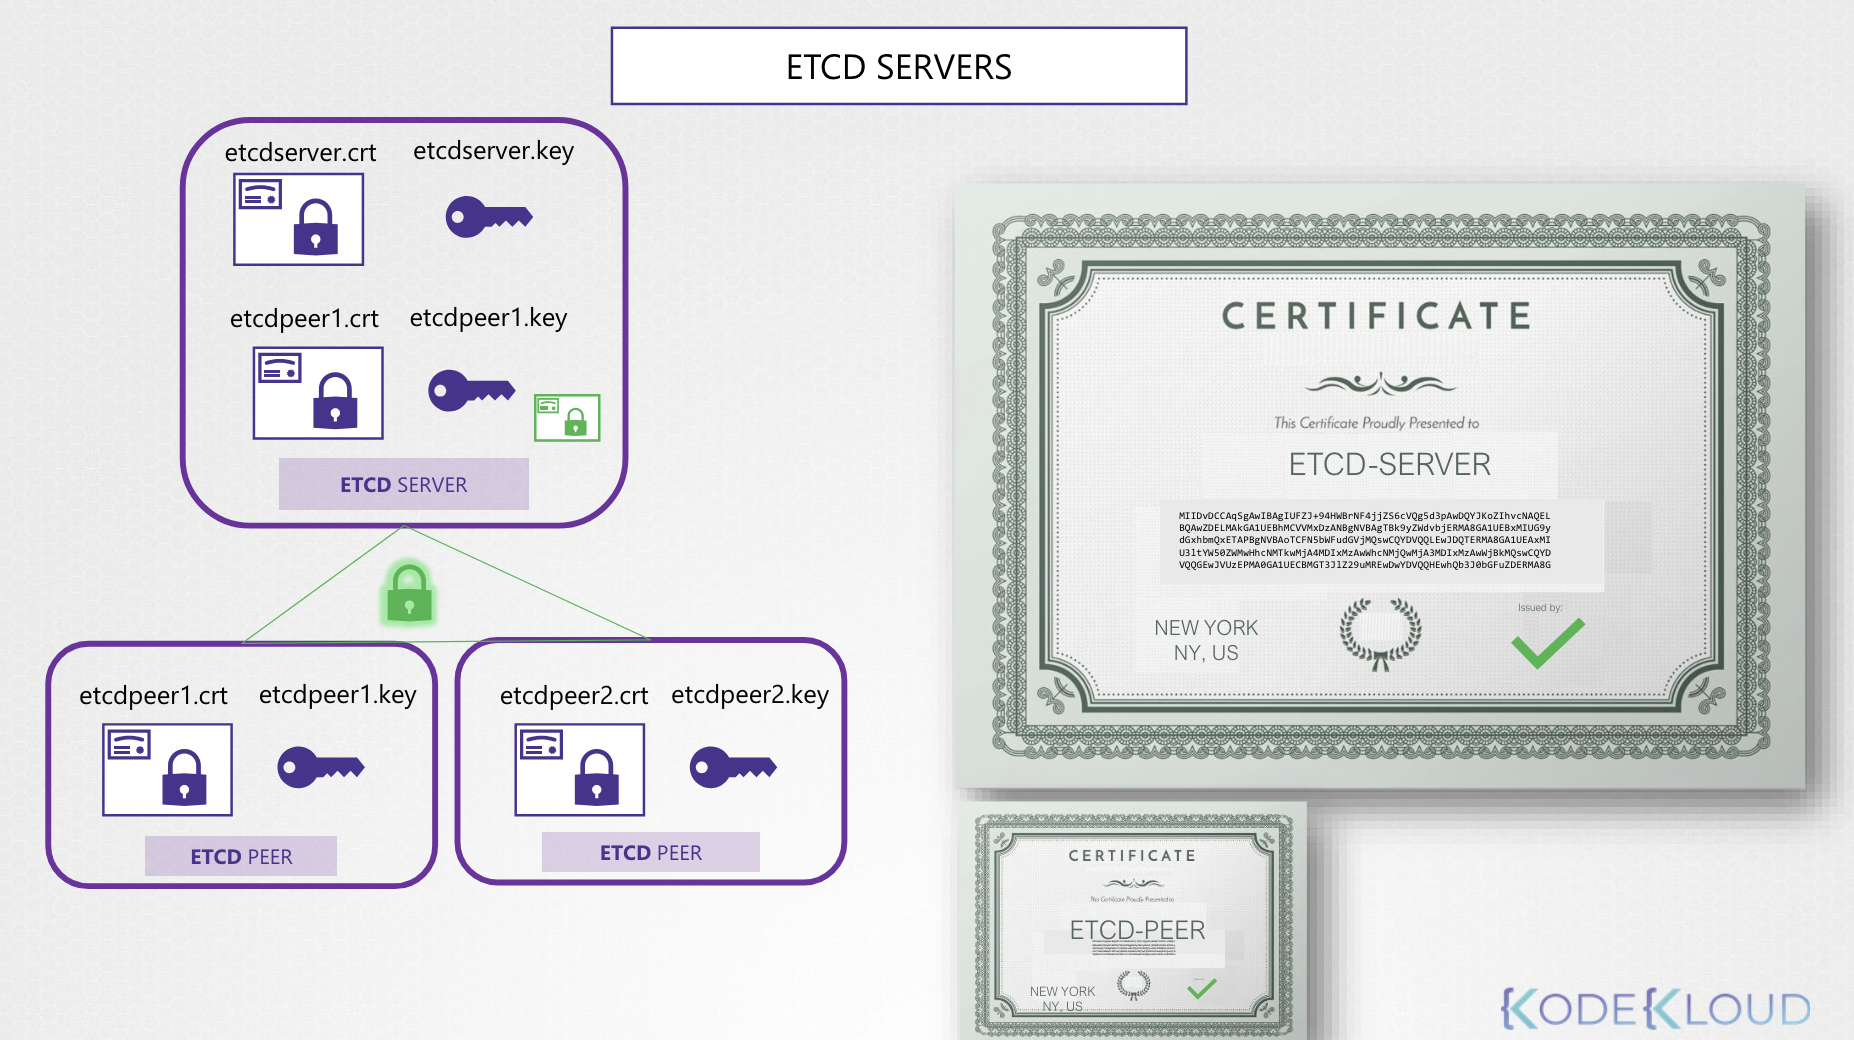 ETCD SERVERS
etcdserver.crt
etcdserver.key
etcdpeer1.crt
etcdpeer1.key
ETCD SERVER
etcdpeer1.crt
etcdpeer1.key
ETCD PEER
etcdpeer2.crt
etcdpeer2.key
ETCD PEER
CERTIFICATE
This Certificate Proudly Presented to
ETCD-SERVER
MIIDvDCCAqSgAwIBAgIUFZJ+94HWBrNF4jjZS6cVQg5d3pAwDQYJKoZIhvcNAQEL
BQAwZDELMAkGA1UEBhMCVVMxDzANBgNVBAgTBk9yZWdvbjERMA8GA1UEBxMIUG9y
dGxhbmQxETAPBgNVBAoTCFN5bWFudGVjMQswCQYDVQQLEwJDQTERMA8GA1UEAxMI
U3ltYW50ZWMwHhcNMTkwMjA4MDIxMzAwWhcNMjQwMjA3MDIxMzAwWjBkMQswCQYD
VQQGEwJVUzEPMA0GA1UECBMGT3JlZ29uMREwDwYDVQQHEwhQb3J0bGFuZDERMA8G
NEW YORK
NY, US
Issued by:
CERTIFICATE
This Certificate Proudly Presented to
ETCD-PEER
NEW YORK
NY, US
KODEKLOUD